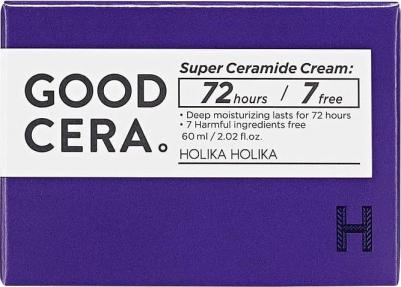 GOOD
CERA.
Super Ceramide Cream:
72 hours / 7 free
• Deep moisturizing lasts for 72 hours
• 7 Harmful ingredients free
60 ml / 2.02 fl.oz.
HOLIKA HOLIKA
H